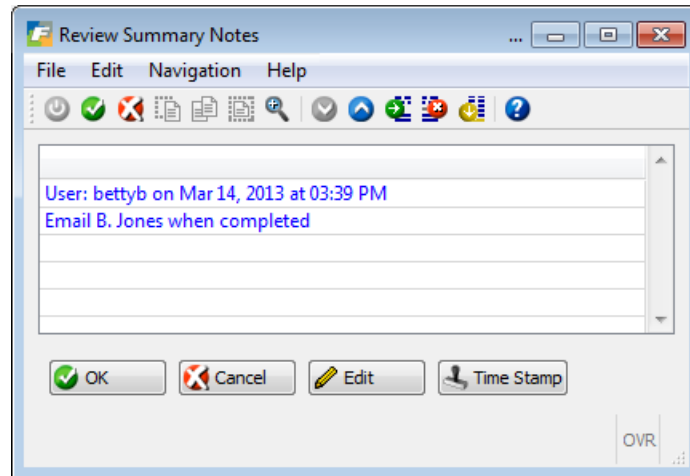 Review Summary Notes ...
File Edit Navigation Help
User: bettyb on Mar 14, 2013 at 03:39 PM
Email B. Jones when completed
OK Cancel Edit Time Stamp
OVR